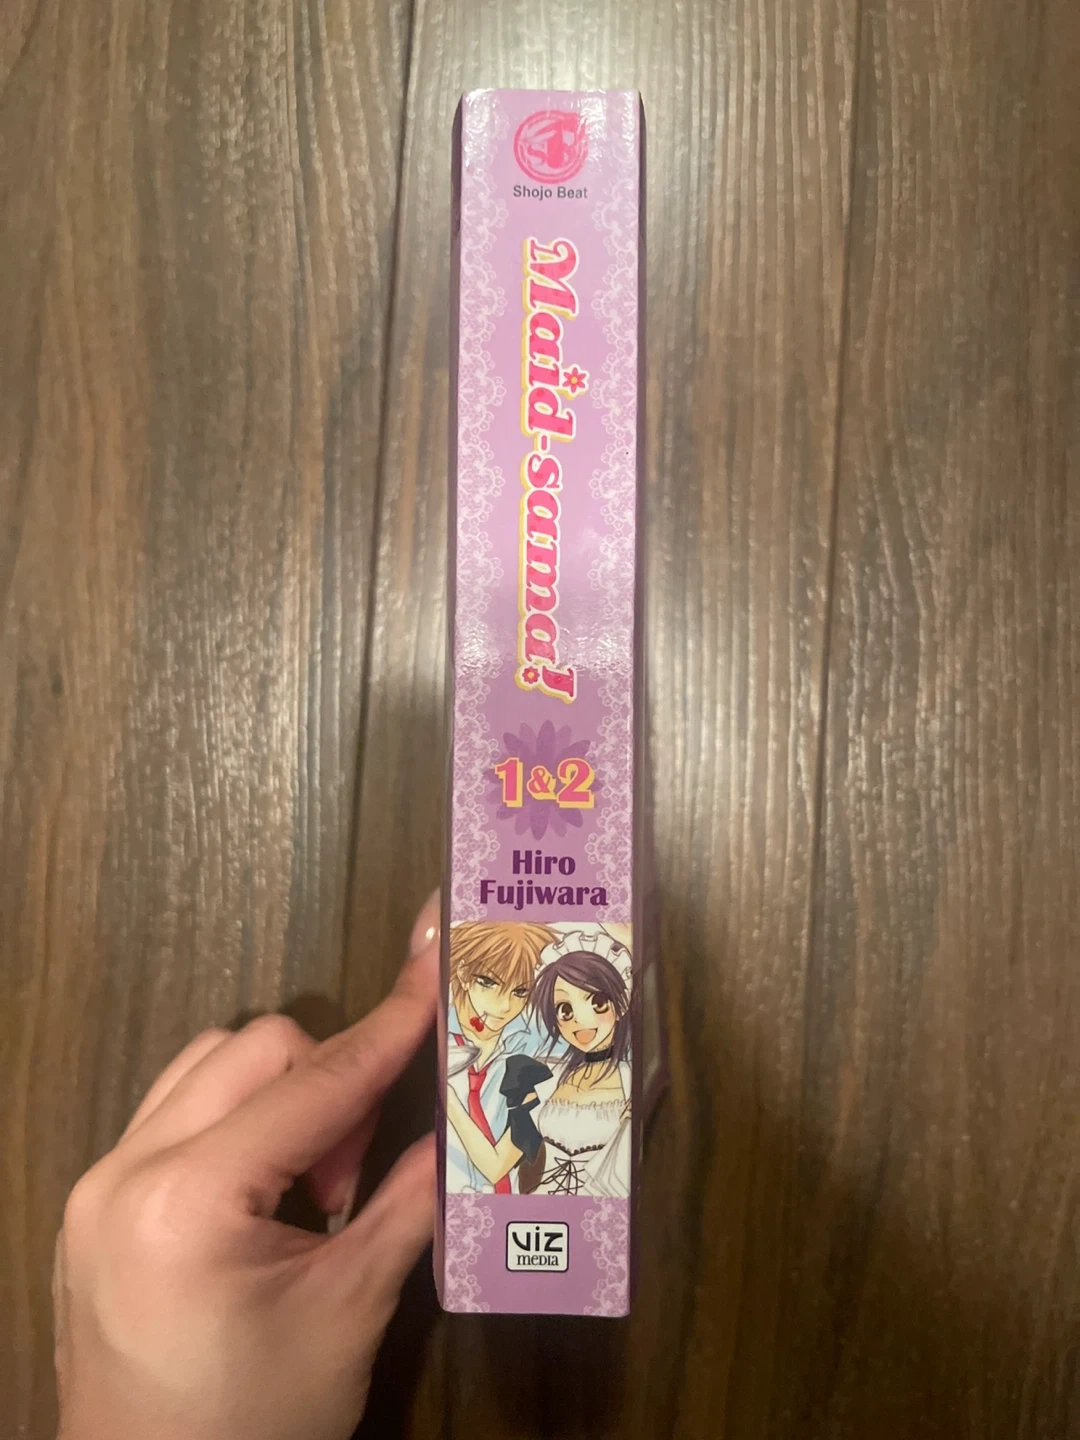 Shojo Beat
Maid-sama!
1&2
Hiro
Fujiwara
VIZ
MEDIA